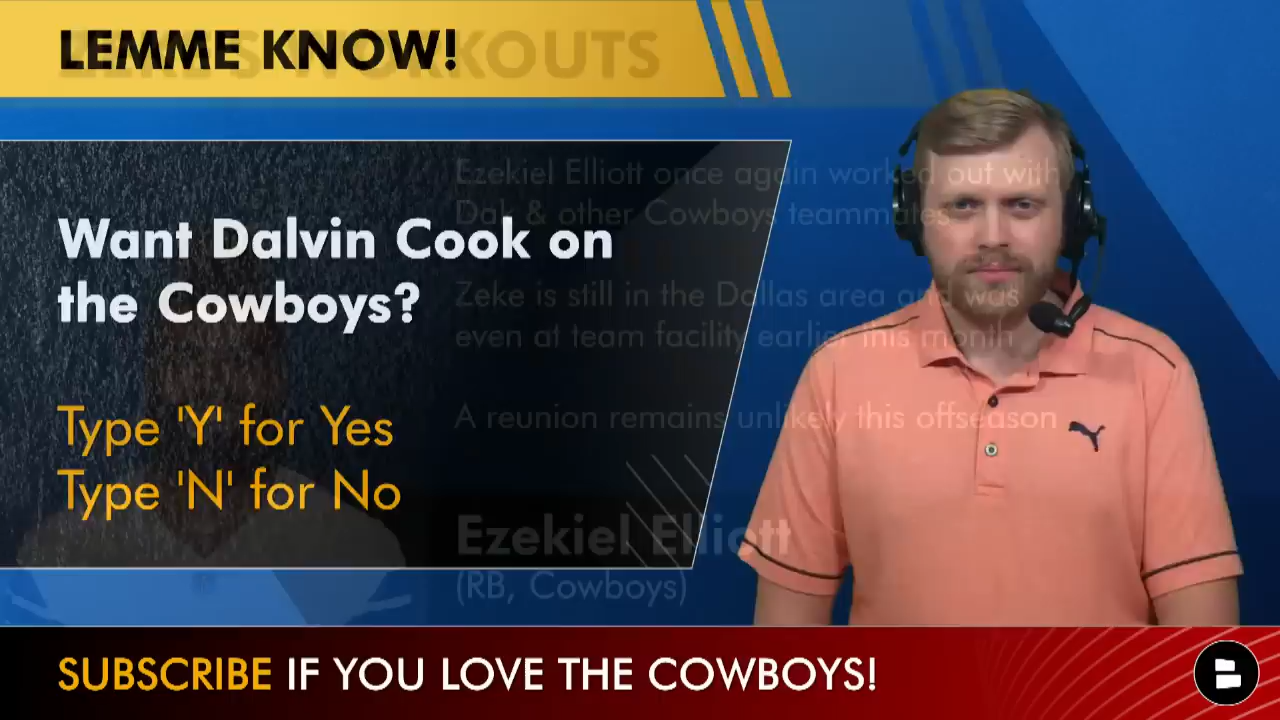 LEMME KNOW!
ZEKE'S WORKOUTS
Want Dalvin Cook on
the Cowboys?
Type 'Y' for Yes
Type 'N' for No
Ezekiel Elliott once again worked out with
Dak & other Cowboys teammates
Zeke is still in the Dallas area and was
even at team facility earlier this month
A reunion remains unlikely this offseason
Ezekiel Elliott
(RB, Cowboys)
SUBSCRIBE IF YOU LOVE THE COWBOYS!